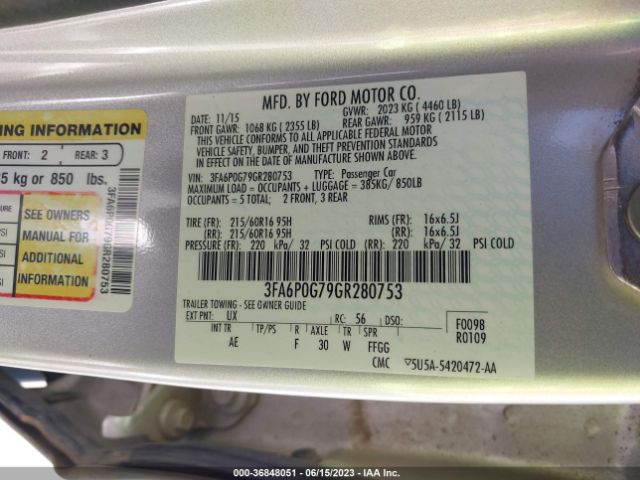 MFD. BY FORD MOTOR CO.
DATE: 11/15 GVWR: 2023 KG ( 4460 LB)
FRONT GAWR: 1068 KG ( 2355 LB) REAR GAWR: 959 KG ( 2115 LB)
THIS VEHICLE CONFORMS TO ALL APPLICABLE FEDERAL MOTOR
VEHICLE SAFETY, BUMPER, AND THEFT PREVENTION STANDARDS
IN EFFECT ON THE DATE OF MANUFACTURE SHOWN ABOVE.
VIN: 3FA6P0G79GR280753 TYPE: Passenger Car
MAXIMUM LOAD = OCCUPANTS + LUGGAGE = 385KG/ 850LB
OCCUPANTS = 5 TOTAL; 2 FRONT, 3 REAR
TIRE (FR): 215/60R16 95H RIMS (FR): 16x6.5J
(RR): 215/60R16 95H (RR): 16x6.5J
PRESSURE (FR): 220 kPa/ 32 PSI COLD (RR): 220 kPa/ 32 PSI COLD
3FA6P0G79GR280753
TRAILER TOWING - SEE OWNER GUIDE
EXT PNT: UX RC: 56 DSO: F0098
R0109
INT TR TP/PS R AXLE TR SPR
AE F 30 W FFGG
CMC 5U5A-5420472-AA
NG INFORMATION
FRONT: 2 REAR: 3
5 kg or 850 lbs.
SURE SEE OWNERS
PSI MANUAL FOR
SI ADDITIONAL
SI INFORMATION
3FA6P0G79GR280753
000-36848051 - 06/15/2023 - IAA Inc.